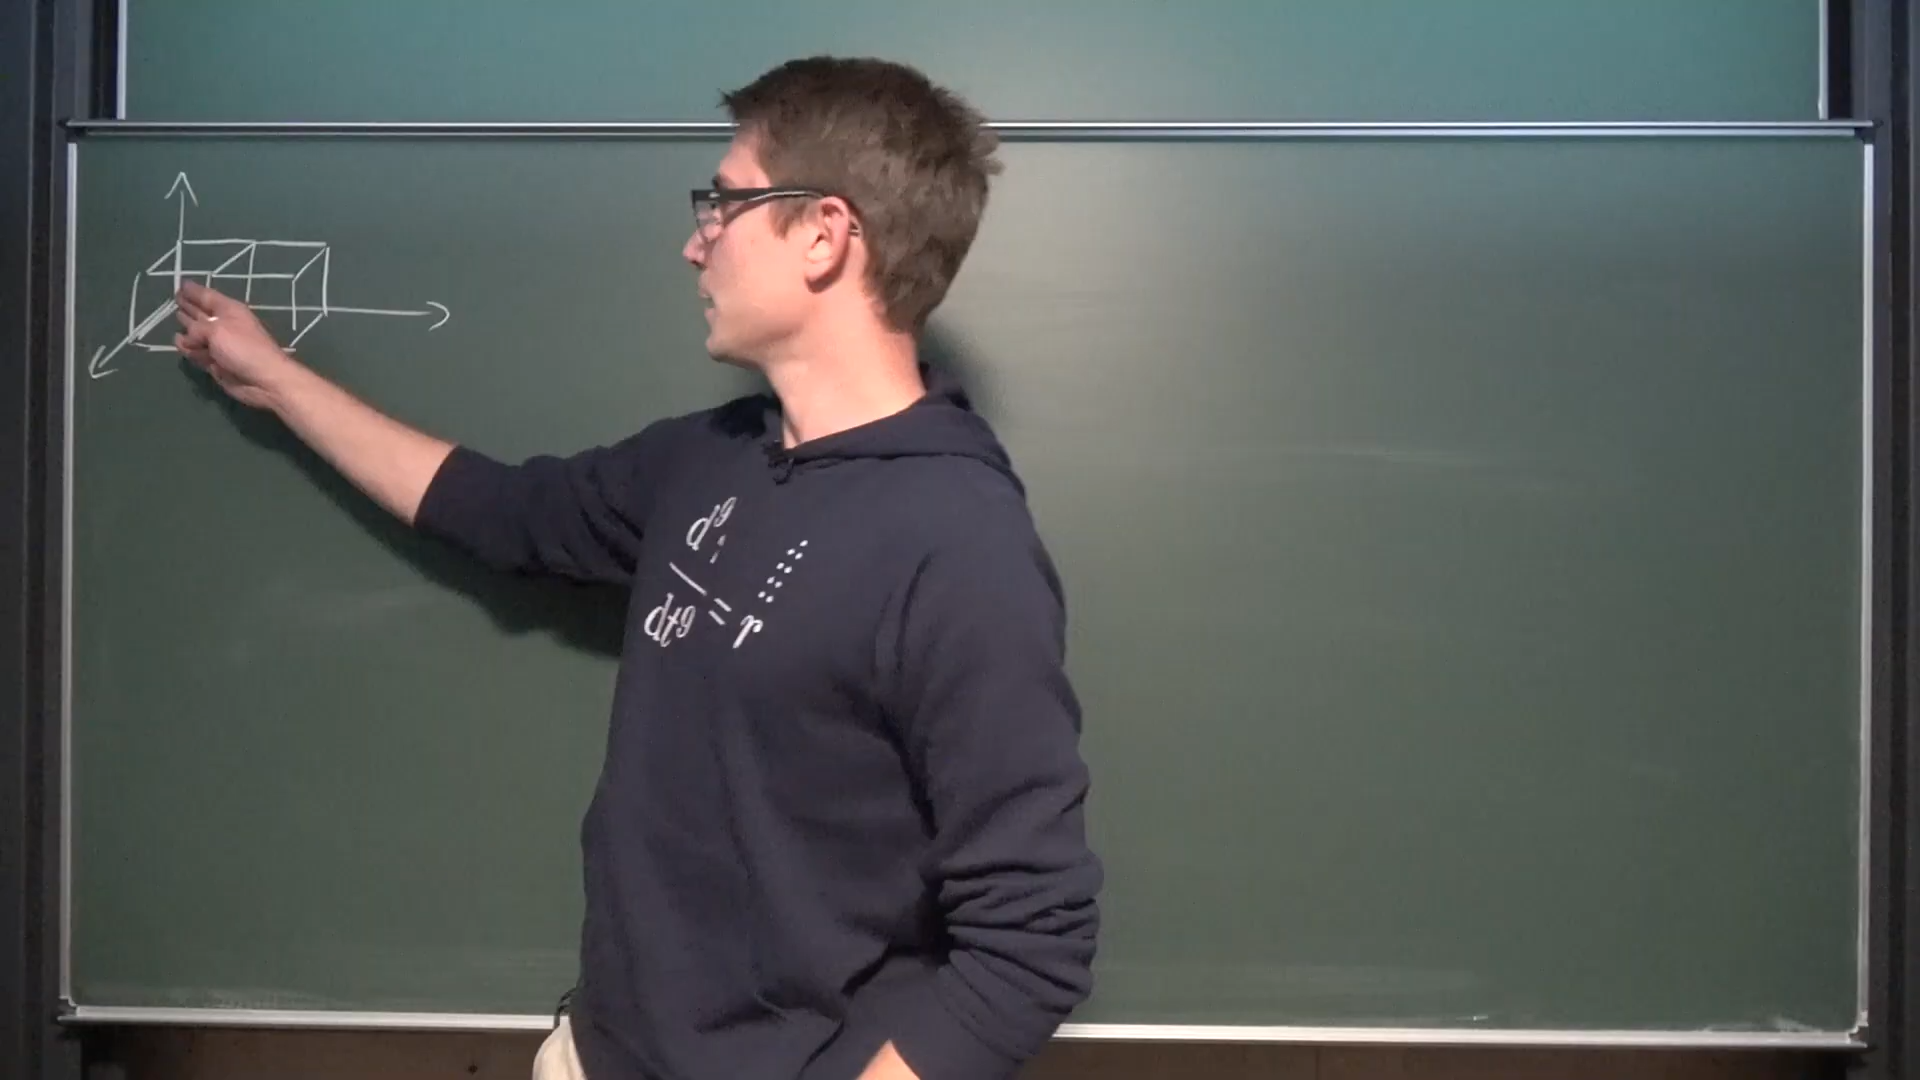 d⁹
dt⁹ = r